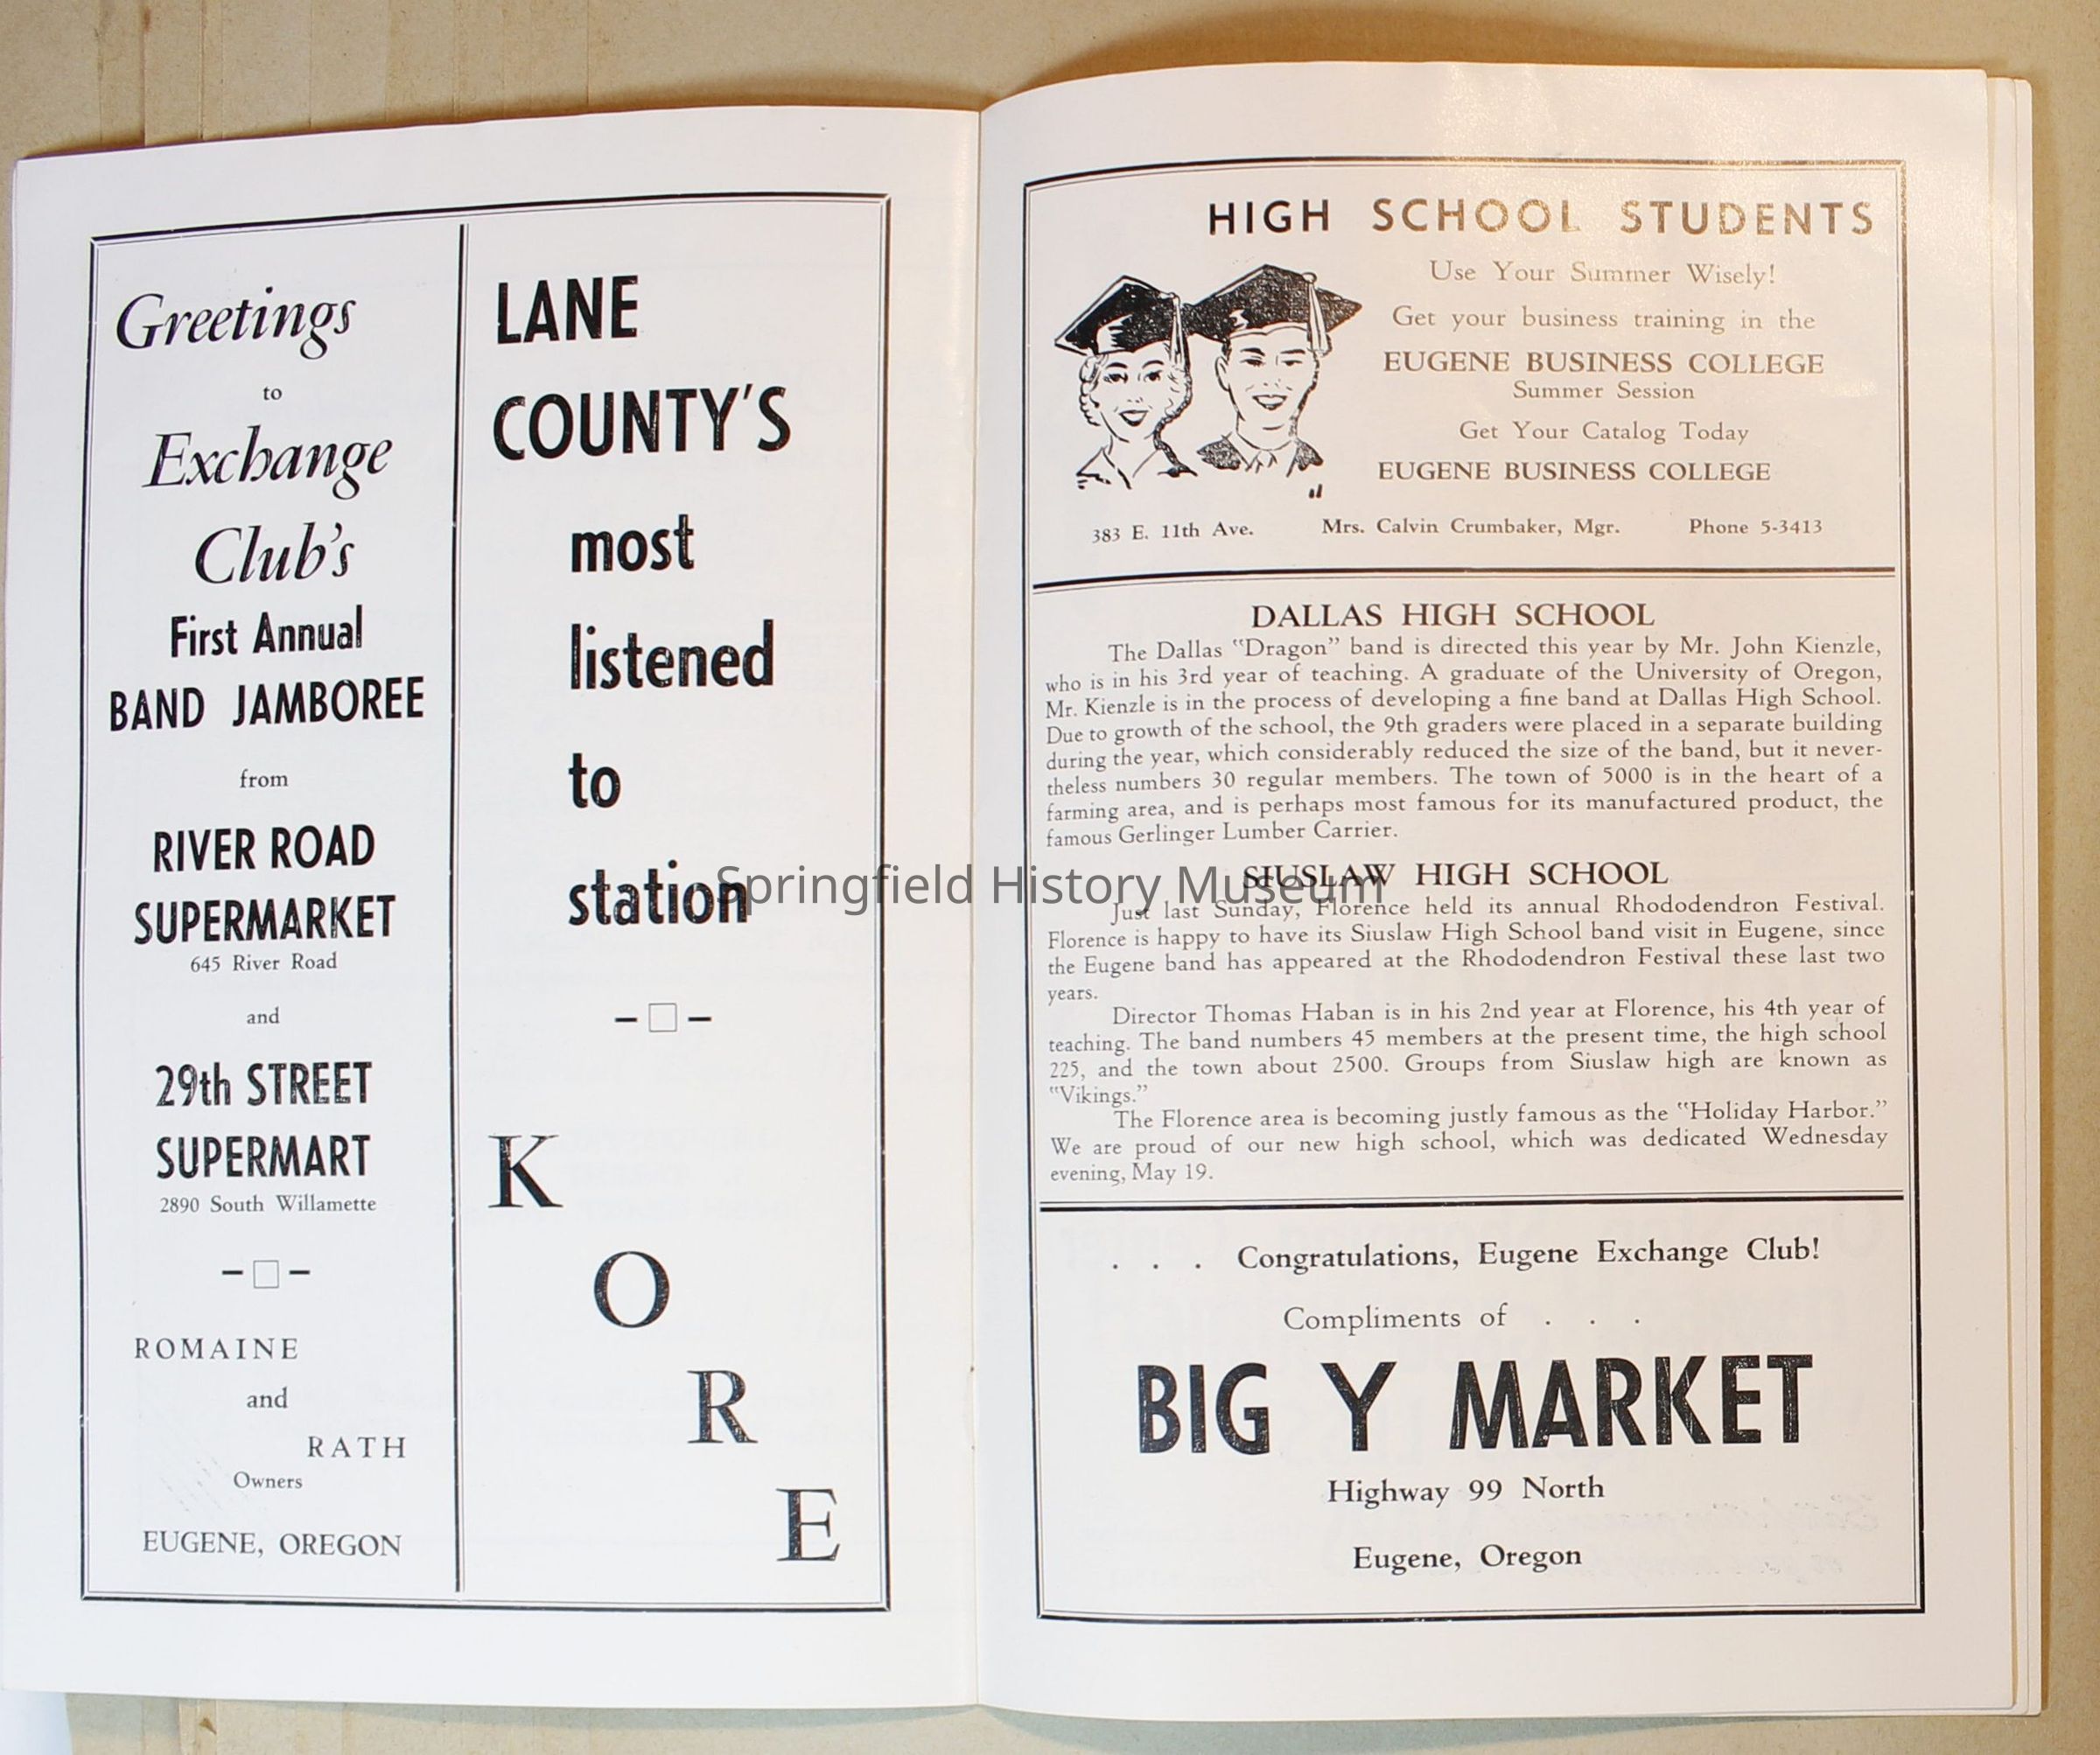 Greetings
to
Exchange
Club's
First Annual
BAND JAMBOREE
from
RIVER ROAD
SUPERMARKET
645 River Road
and
29th STREET
SUPERMART
2890 South Willamette
ROMAINE
and
RATH
Owners
EUGENE, OREGON
LANE
COUNTY'S
most
listened
to
station
K
O
R
E
HIGH SCHOOL STUDENTS
Use Your Summer Wisely!
Get your business training in the
EUGENE BUSINESS COLLEGE
Summer Session
Get Your Catalog Today
EUGENE BUSINESS COLLEGE
383 E. 11th Ave. Mrs. Calvin Crumbaker, Mgr. Phone 5-3413
DALLAS HIGH SCHOOL
The Dallas "Dragon" band is directed this year by Mr. John Kienzle,
who is in his 3rd year of teaching. A graduate of the University of Oregon,
Mr. Kienzle is in the process of developing a fine band at Dallas High School.
Due to growth of the school, the 9th graders were placed in a separate building
during the year, which considerably reduced the size of the band, but it never-
theless numbers 30 regular members. The town of 5000 is in the heart of a
farming area, and is perhaps most famous for its manufactured product, the
famous Gerlinger Lumber Carrier.
SIUSLAW HIGH SCHOOL
Just last Sunday, Florence held its annual Rhododendron Festival.
Florence is happy to have its Siuslaw High School band visit in Eugene, since
the Eugene band has appeared at the Rhododendron Festival these last two
years.
Director Thomas Haban is in his 2nd year at Florence, his 4th year of
teaching. The band numbers 45 members at the present time, the high school
225, and the town about 2500. Groups from Siuslaw high are known as
"Vikings."
The Florence area is becoming justly famous as the "Holiday Harbor."
We are proud of our new high school, which was dedicated Wednesday
evening, May 19.
. . . Congratulations, Eugene Exchange Club!
Compliments of . . .
BIG Y MARKET
Highway 99 North
Eugene, Oregon
Springfield History Museum